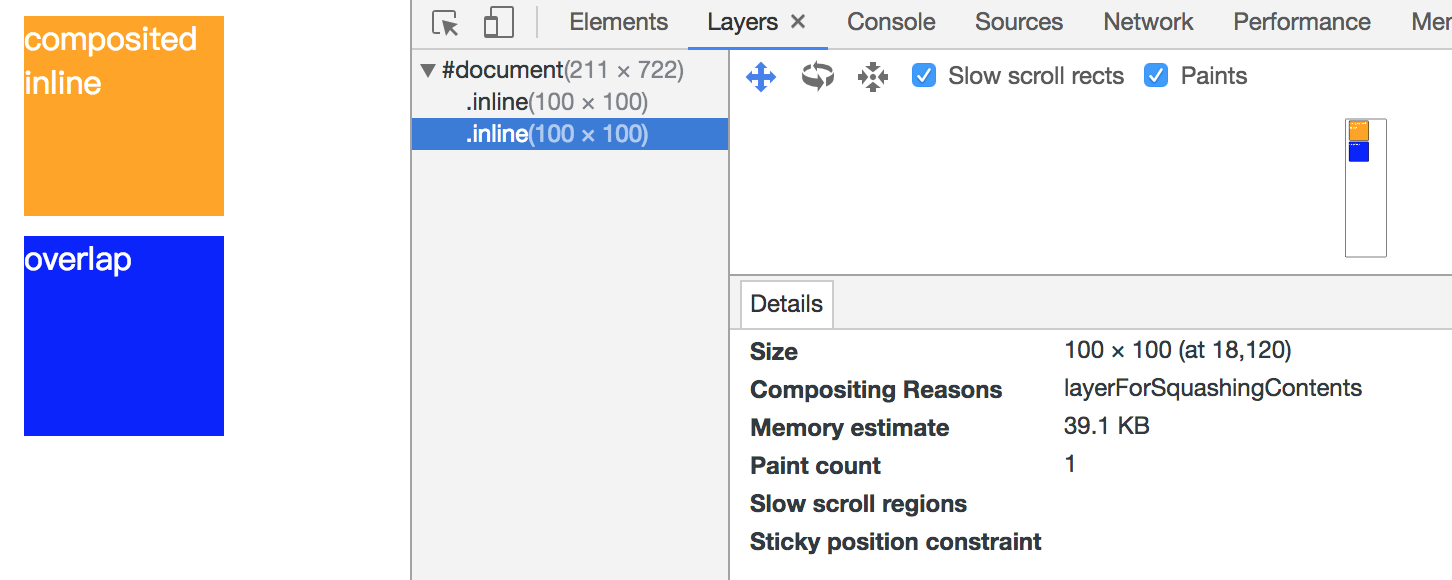 composited
inline
overlap
Elements Layers × Console Sources Network Performance Mer
▼ #document(211 × 722)
.inline(100 × 100)
.inline(100 × 100)
Slow scroll rects Paints
Details
Size 100 × 100 (at 18,120)
Compositing Reasons layerForSquashingContents
Memory estimate 39.1 KB
Paint count 1
Slow scroll regions
Sticky position constraint